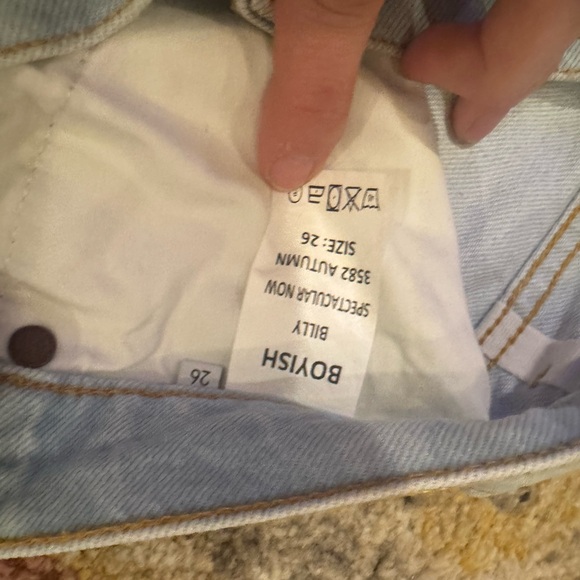 BOYISH
BILLY
SPECTACULAR NOW
3582 AUTUMN
SIZE: 26
26